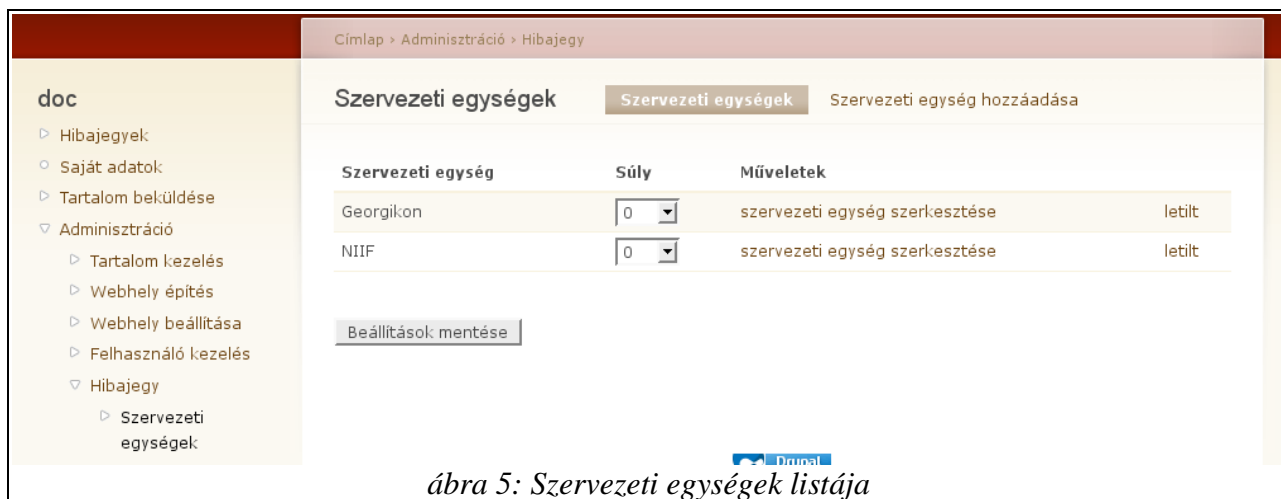 Címlap › Adminisztráció › Hibajegy
doc
Hibajegyek
Saját adatok
Tartalom beküldése
Adminisztráció
Tartalom kezelés
Webhely építés
Webhely beállítása
Felhasználó kezelés
Hibajegy
Szervezeti
egységek
Szervezeti egységek
Szervezeti egységek Szervezeti egység hozzáadása
Szervezeti egység Súly Műveletek
Georgikon 0 szervezeti egység szerkesztése letilt
NIIF 0 szervezeti egység szerkesztése letilt
Beállítások mentése
Drupal
ábra 5: Szervezeti egységek listája